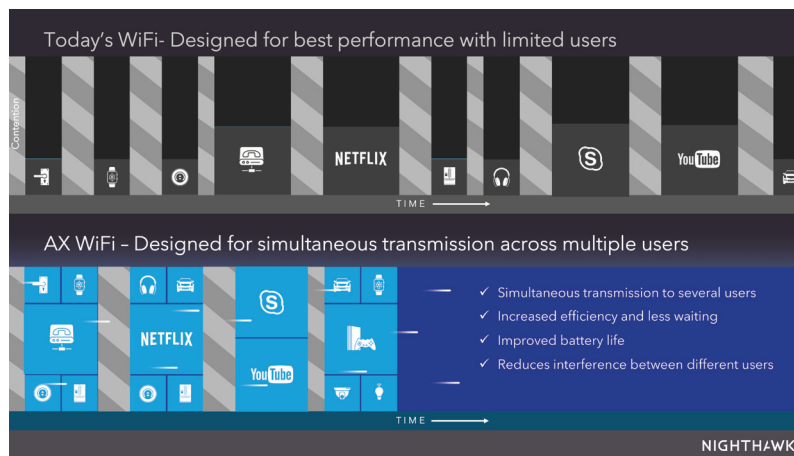 Today's WiFi- Designed for best performance with limited users
Contention
NETFLIX
S
YouTube
TIME
AX WiFi – Designed for simultaneous transmission across multiple users
S
NETFLIX
YouTube
✓ Simultaneous transmission to several users
✓ Increased efficiency and less waiting
✓ Improved battery life
✓ Reduces interference between different users
TIME
NIGHTHAWK